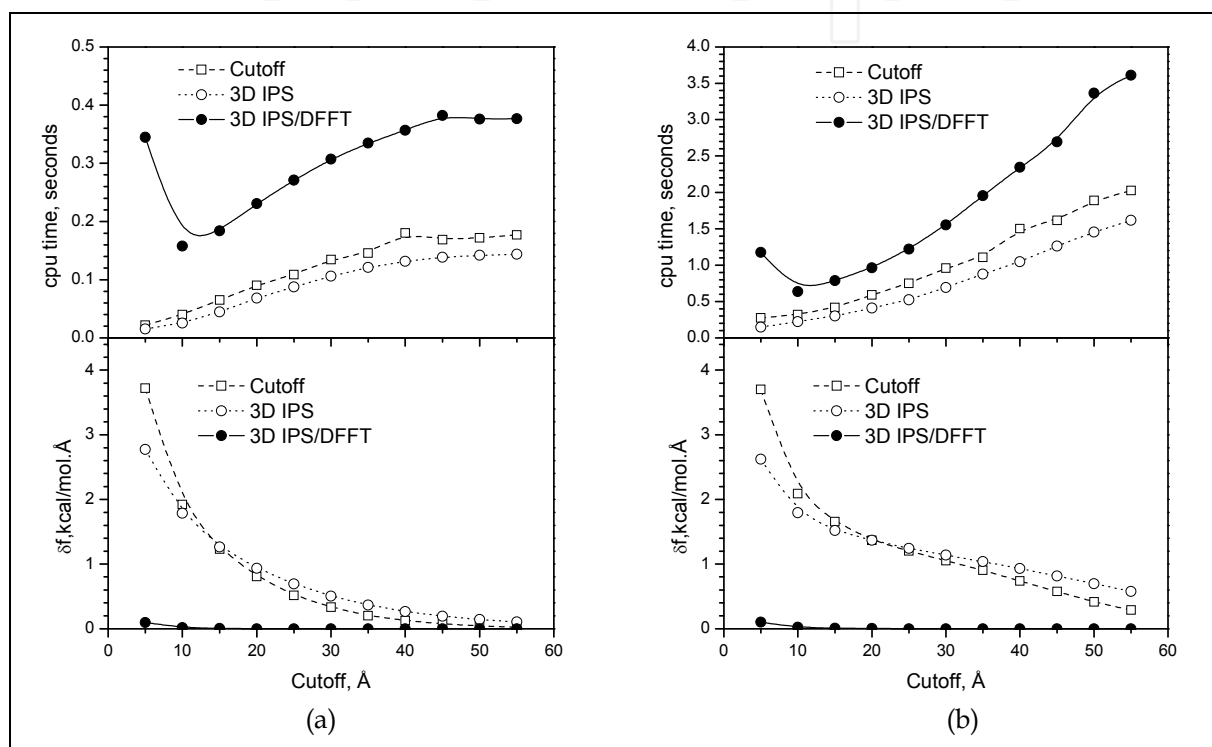 0.5
0.4
0.3
0.2
0.1
0.0
cpu time, seconds
Cutoff
3D IPS
3D IPS/DFFT
4
3
2
1
0
δf,kcal/mol.Å
Cutoff
3D IPS
3D IPS/DFFT
0 10 20 30 40 50 60
Cutoff, Å
(a)
4.0
3.5
3.0
2.5
2.0
1.5
1.0
0.5
0.0
cpu time, seconds
Cutoff
3D IPS
3D IPS/DFFT
4
3
2
1
0
δf,kcal/mol.Å
Cutoff
3D IPS
3D IPS/DFFT
0 10 20 30 40 50 60
Cutoff, Å
(b)